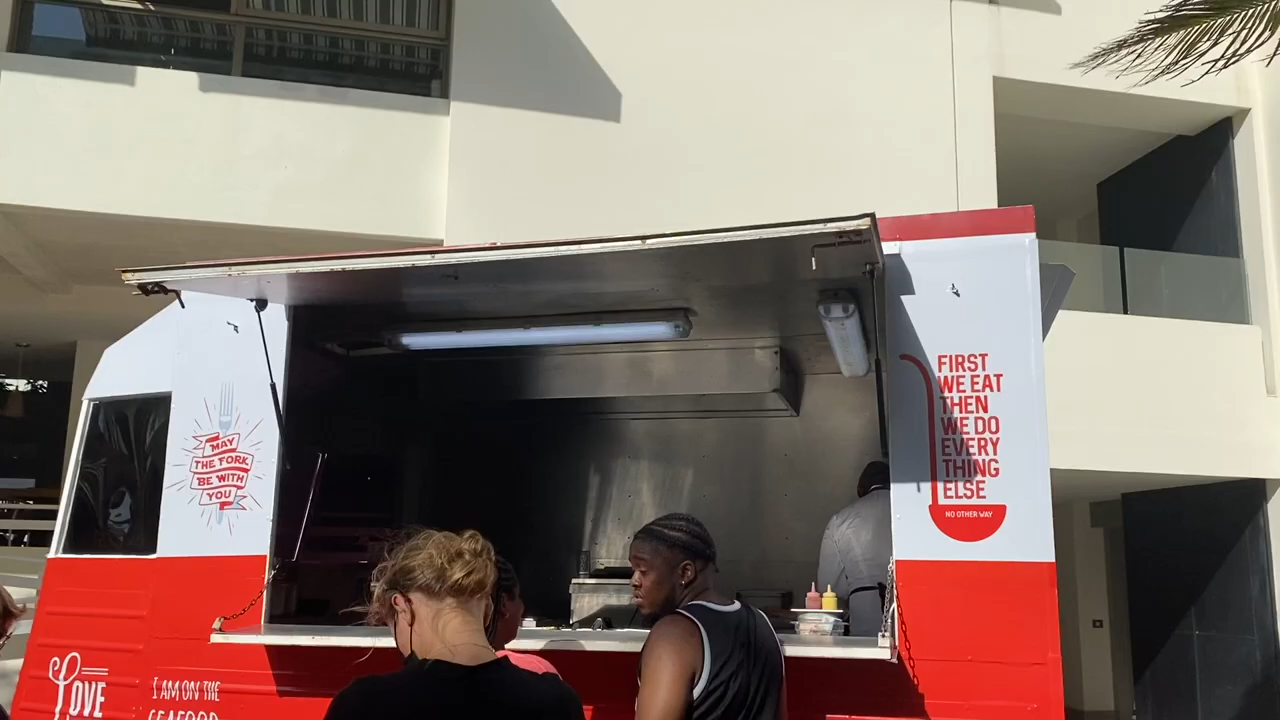 MAY
THE FORK
BE WITH
YOU
FIRST
WE EAT
THEN
WE DO
EVERY
THING
ELSE
NO OTHER WAY
LOVE
I AM ON THE
SEAFOOD